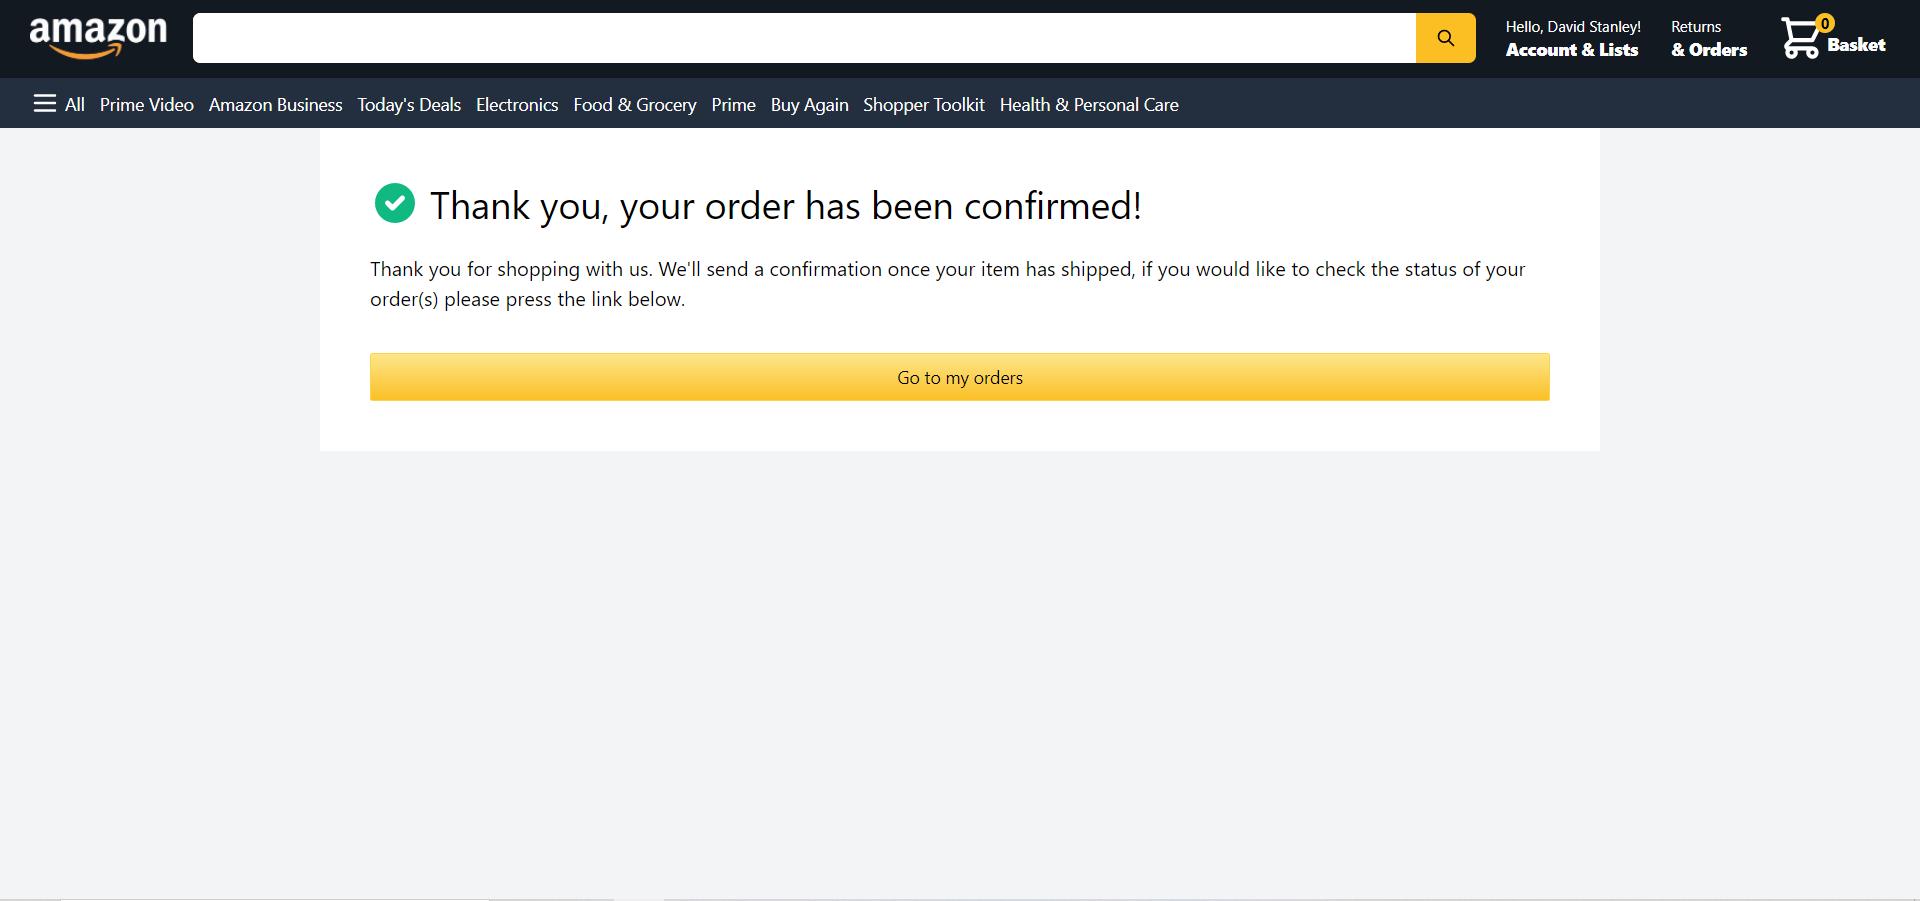 amazon
Hello, David Stanley!
Account & Lists
Returns
& Orders
0
Basket
All Prime Video Amazon Business Today's Deals Electronics Food & Grocery Prime Buy Again Shopper Toolkit Health & Personal Care
Thank you, your order has been confirmed!
Thank you for shopping with us. We'll send a confirmation once your item has shipped, if you would like to check the status of your
order(s) please press the link below.
Go to my orders